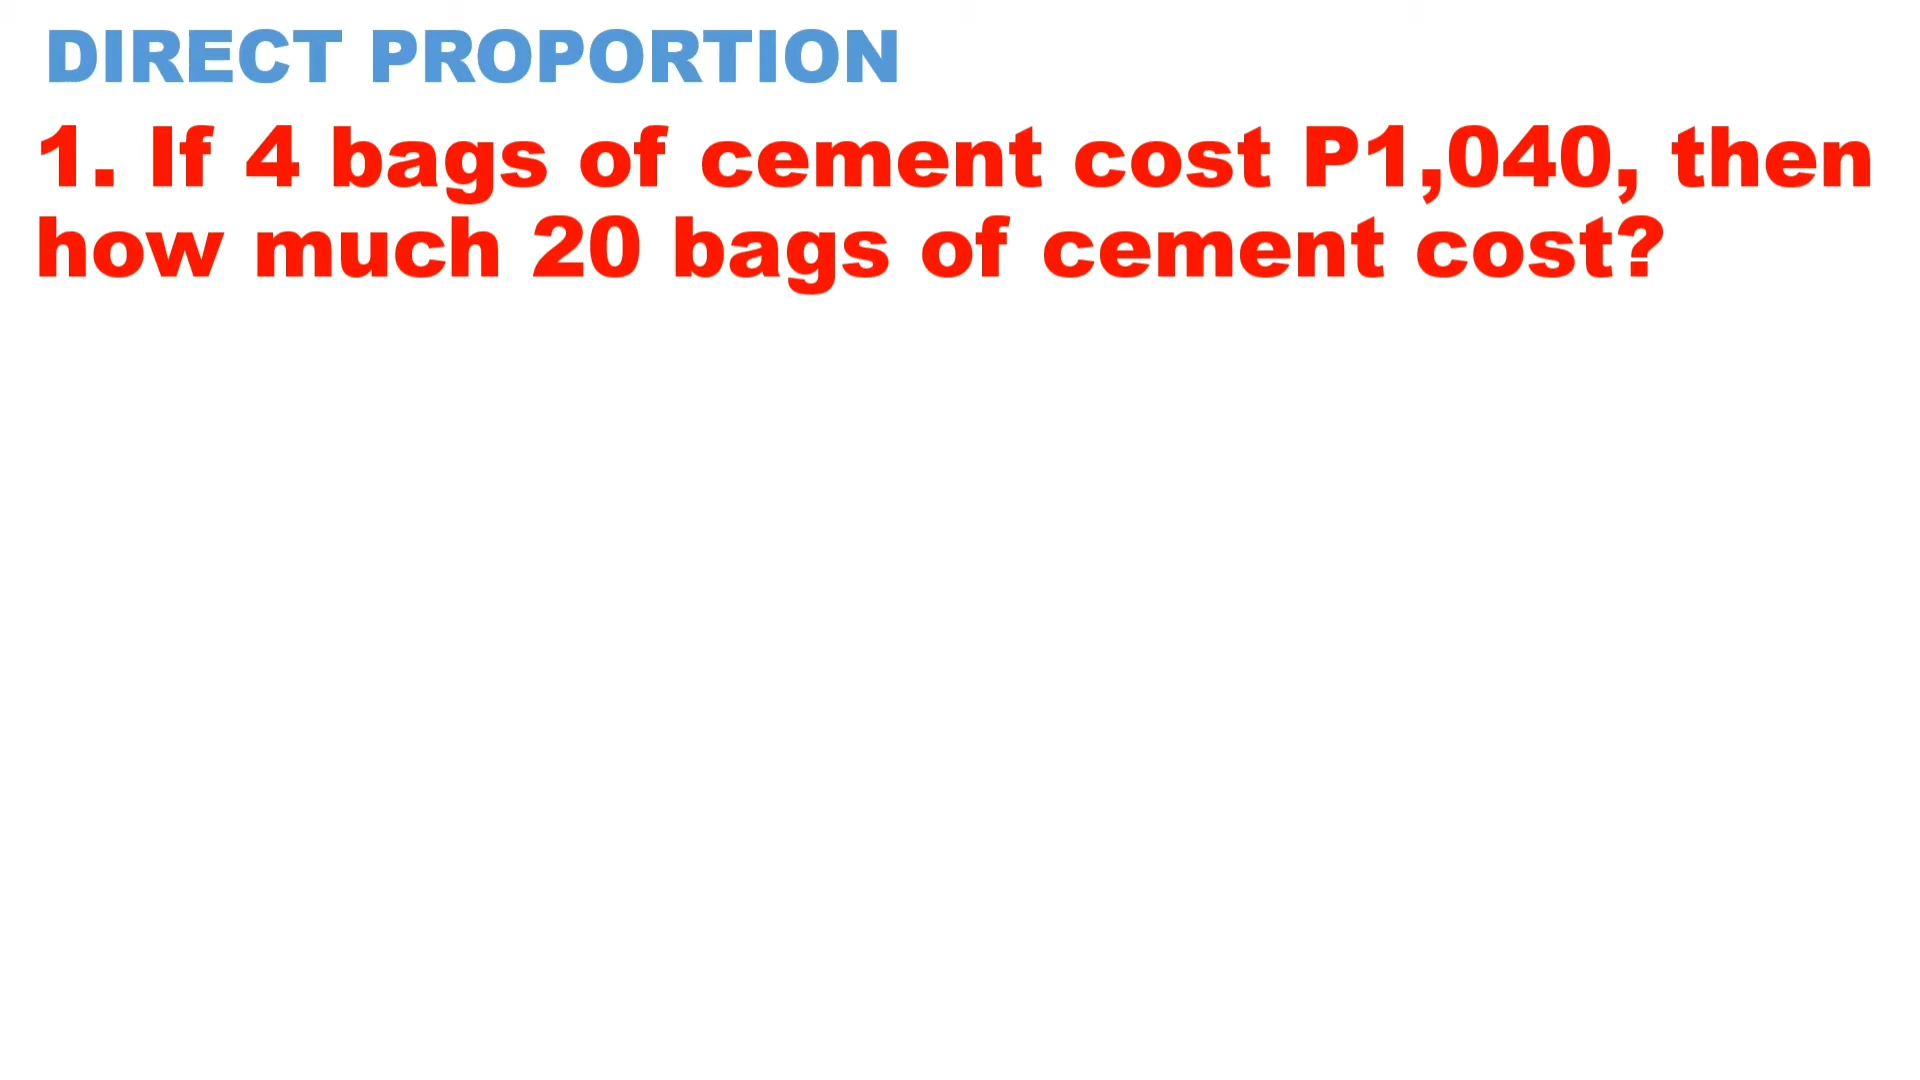 DIRECT PROPORTION
1. If 4 bags of cement cost P1,040, then
how much 20 bags of cement cost?